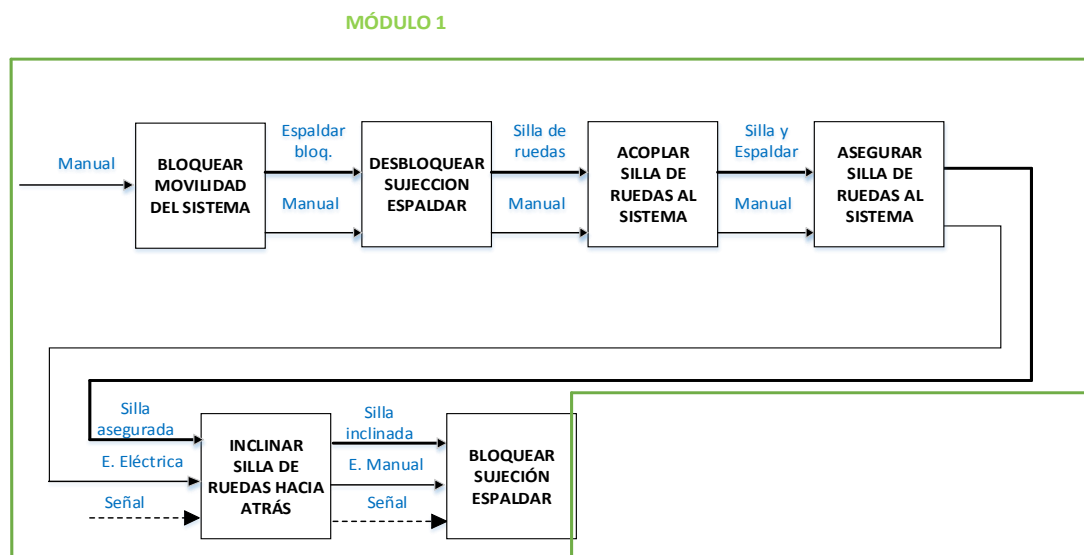 MÓDULO 1
Manual
BLOQUEAR
MOVILIDAD
DEL SISTEMA
Espaldar
bloq.
Manual
DESBLOQUEAR
SUJECCION
ESPALDAR
Silla de
ruedas
Manual
ACOPLAR
SILLA DE
RUEDAS AL
SISTEMA
Silla y
Espaldar
Manual
ASEGURAR
SILLA DE
RUEDAS AL
SISTEMA
Silla
asegurada
E. Eléctrica
Señal
INCLINAR
SILLA DE
RUEDAS HACIA
ATRÁS
Silla
inclinada
E. Manual
Señal
BLOQUEAR
SUJECIÓN
ESPALDAR